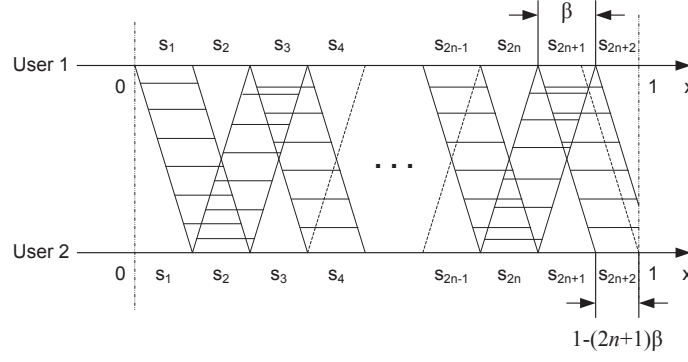 β
s₁ s₂ s₃ s₄ s₂ₙ₋₁ s₂ₙ s₂ₙ₊₁ s₂ₙ₊₂
User 1
0 1 x
. . .
User 2
0 s₁ s₂ s₃ s₄ s₂ₙ₋₁ s₂ₙ s₂ₙ₊₁ s₂ₙ₊₂ 1 x
1-(2n+1)β